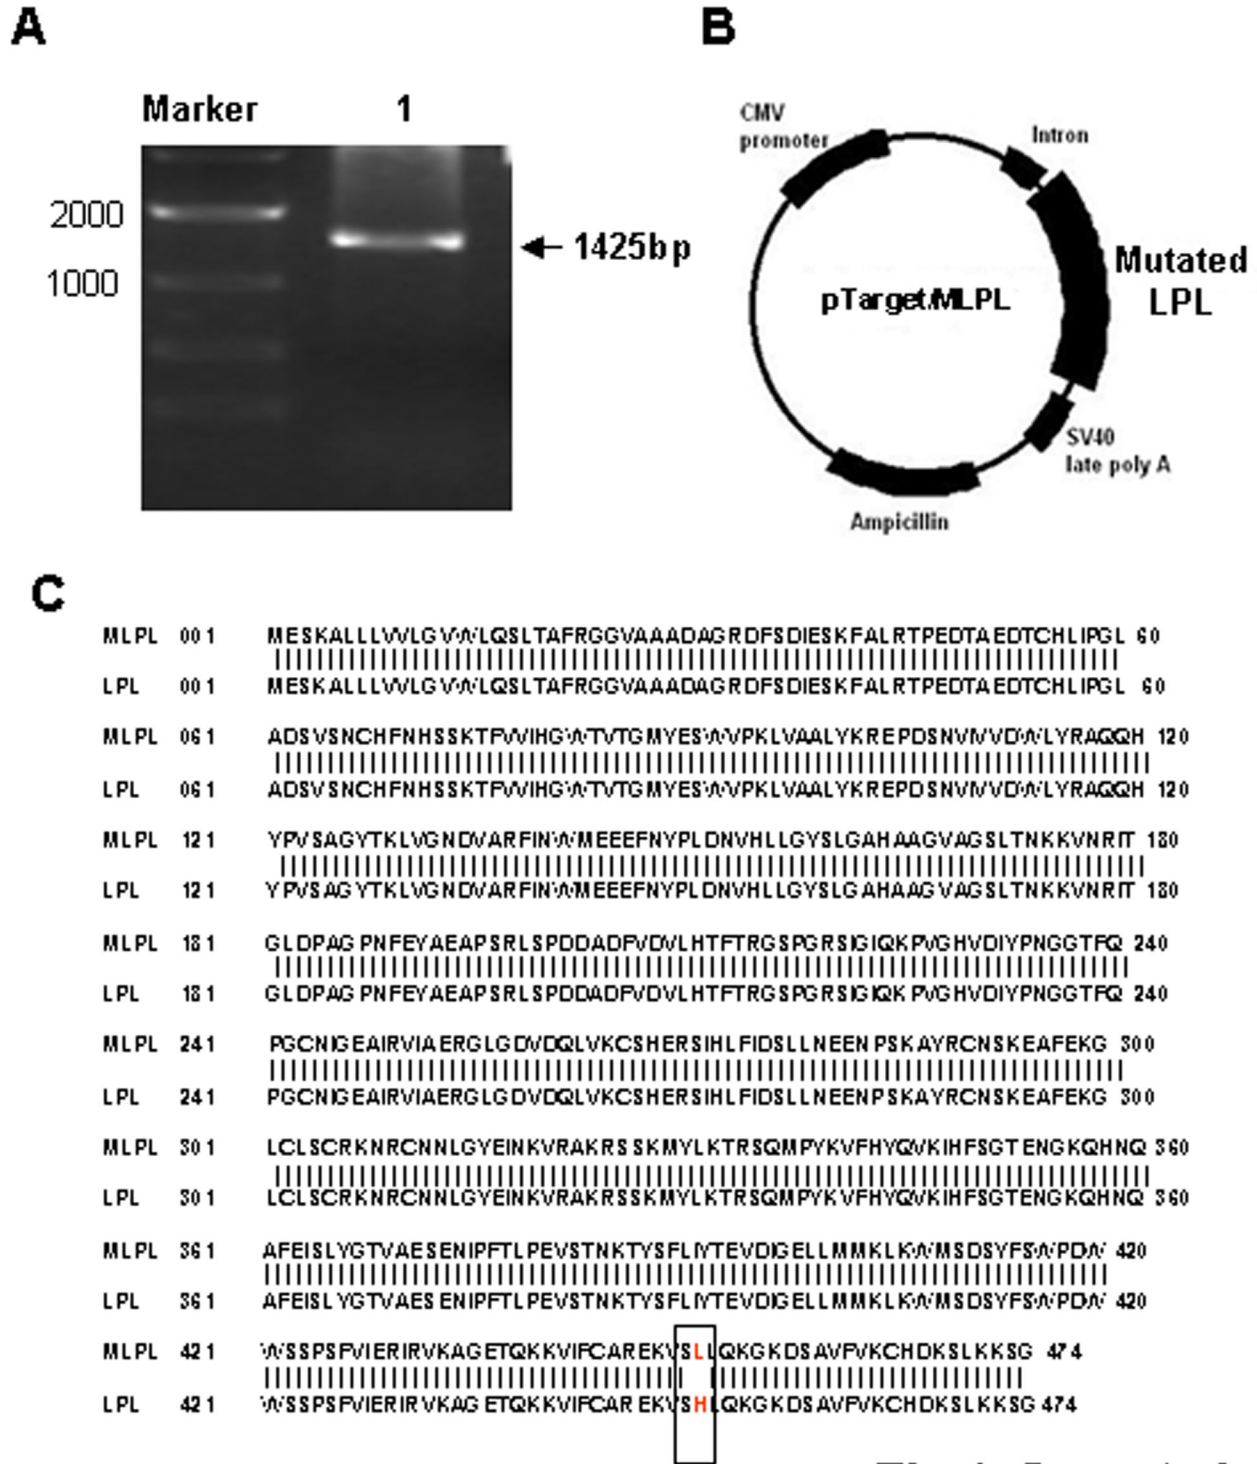 A
B
Marker 1
2000
1000
1425bp
CMV
promoter
Intron
pTarget/MLPL
Mutated
LPL
SV40
late poly A
Ampicillin
C
MLPL 001 MESKALLLVVLGVWLQSLTAFRGGVAAADAGRDFSDIESKFALRTPEDTAEDTCHLIPGL 60
LPL 001 MESKALLLVVLGVWLQSLTAFRGGVAAADAGRDFSDIESKFALRTPEDTAEDTCHLIPGL 60
MLPL 061 ADSVSNCHFNHSSKTFVVIHGWTVTGMYESWVPKLVAALYKREPDSNVIVVDWLYRAQQH 120
LPL 061 ADSVSNCHFNHSSKTFVVIHGWTVTGMYESWVPKLVAALYKREPDSNVIVVDWLYRAQQH 120
MLPL 121 YPVSAGYTKLVGNDVARFINWMEEEFNYPLDNVHLLGYSLGAHAAGVAGSLTNKKVNRIT 180
LPL 121 YPVSAGYTKLVGNDVARFINWMEEEFNYPLDNVHLLGYSLGAHAAGVAGSLTNKKVNRIT 180
MLPL 181 GLDPAGPNFEYAEAPSRLSPDDADFVDVLHTFTRGSPGRSIGIQKPVGHVDIYPNGGTFQ 240
LPL 181 GLDPAGPNFEYAEAPSRLSPDDADFVDVLHTFTRGSPGRSIGIQKPVGHVDIYPNGGTFQ 240
MLPL 241 PGCNIGEAIRVIAERGLGDVDQLVKCSHERSIHLFIDSLLNEENPSKAYRCNSKEAFEKG 300
LPL 241 PGCNIGEAIRVIAERGLGDVDQLVKCSHERSIHLFIDSLLNEENPSKAYRCNSKEAFEKG 300
MLPL 301 LCLSCRKNRCNNLGYEINKVRAKRSSKMYLKTRSQMPYKVFHYQVKIHFSGTENGKQHNQ 360
LPL 301 LCLSCRKNRCNNLGYEINKVRAKRSSKMYLKTRSQMPYKVFHYQVKIHFSGTENGKQHNQ 360
MLPL 361 AFEISLYGTVAESENIPFTLPEVSTNKTYSFLIYTEVDIGELLMMKLKWMSDSYFSWPDW 420
LPL 361 AFEISLYGTVAESENIPFTLPEVSTNKTYSFLIYTEVDIGELLMMKLKWMSDSYFSWPDW 420
MLPL 421 WSSPSFVIERIRVKAGETQKKVIFCAREKVSLLQKGKDSAVFVKCHDKSLKKSG 474
LPL 421 WSSPSFVIERIRVKAGETQKKVIFCAREKVSHLQKGKDSAVFVKCHDKSLKKSG 474